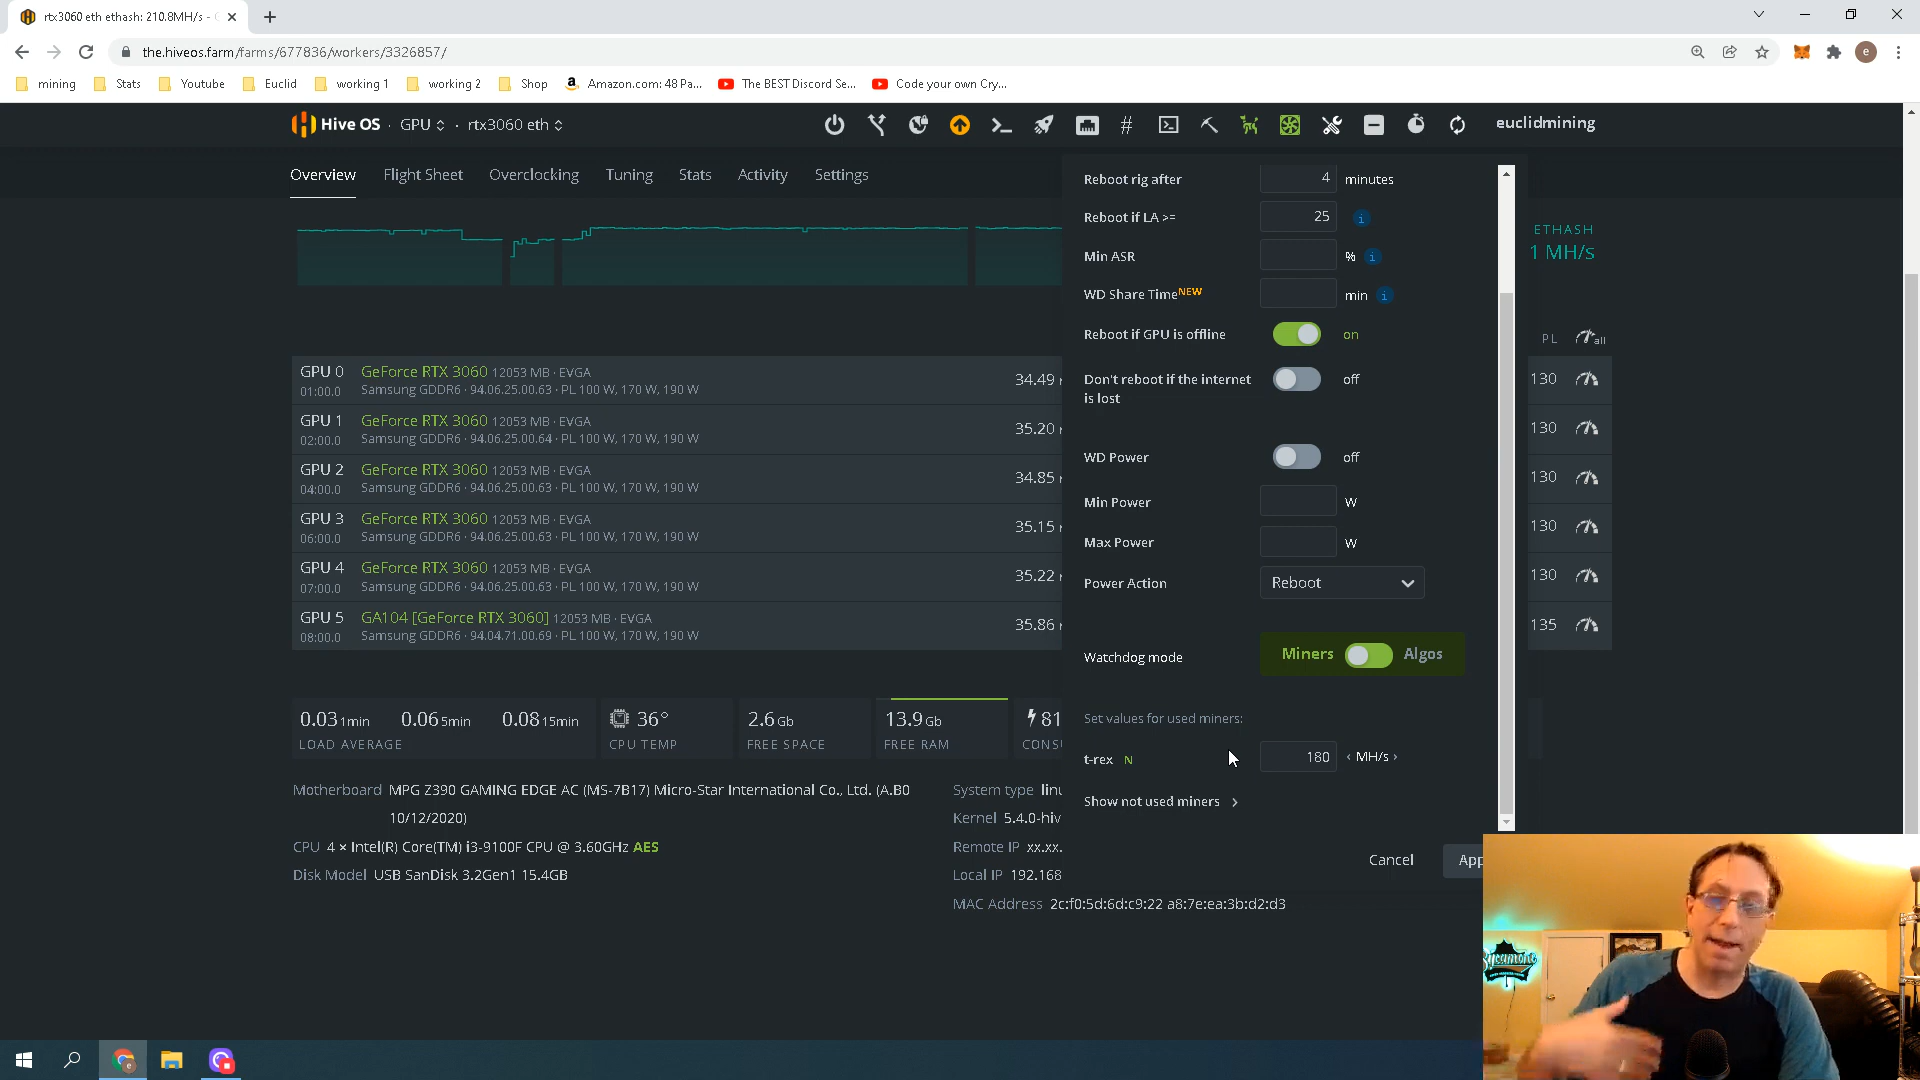 rtx3060 eth ethash: 210.8MH/s -
the.hiveos.farm/farms/677836/workers/3326857/
e
mining
Stats
Youtube
Euclid
working 1
working 2
Shop
Amazon.com: 48 Pa...
The BEST Discord Se...
Code your own Cry...
Hive OS · GPU · rtx3060 eth
euclidmining
Overview
Flight Sheet
Overclocking
Tuning
Stats
Activity
Settings
Reboot rig after 4 minutes
Reboot if LA >= 25
Min ASR %
WD Share Time NEW min
Reboot if GPU is offline on
Don't reboot if the internet
is lost
off
WD Power off
Min Power W
Max Power W
Power Action Reboot
Watchdog mode Miners Algos
Set values for used miners:
t-rex N 180 MH/s
Show not used miners
Cancel
App
ETHASH
1 MH/s
PL
all
GPU 0 GeForce RTX 3060 12053 MB · EVGA 34.49 130
01:00.0 Samsung GDDR6 · 94.06.25.00.63 · PL 100 W, 170 W, 190 W
GPU 1 GeForce RTX 3060 12053 MB · EVGA 35.20 130
02:00.0 Samsung GDDR6 · 94.06.25.00.64 · PL 100 W, 170 W, 190 W
GPU 2 GeForce RTX 3060 12053 MB · EVGA 34.85 130
04:00.0 Samsung GDDR6 · 94.06.25.00.63 · PL 100 W, 170 W, 190 W
GPU 3 GeForce RTX 3060 12053 MB · EVGA 35.15 130
06:00.0 Samsung GDDR6 · 94.06.25.00.63 · PL 100 W, 170 W, 190 W
GPU 4 GeForce RTX 3060 12053 MB · EVGA 35.22 130
07:00.0 Samsung GDDR6 · 94.06.25.00.63 · PL 100 W, 170 W, 190 W
GPU 5 GA104 [GeForce RTX 3060] 12053 MB · EVGA 35.86 135
08:00.0 Samsung GDDR6 · 94.04.71.00.69 · PL 100 W, 170 W, 190 W
0.03 1min 0.06 5min 0.08 15min
LOAD AVERAGE
36°
CPU TEMP
2.6 Gb
FREE SPACE
13.9 Gb
FREE RAM
81
CONSU
Motherboard MPG Z390 GAMING EDGE AC (MS-7B17) Micro-Star International Co., Ltd. (A.B0
10/12/2020)
CPU 4 × Intel(R) Core(TM) i3-9100F CPU @ 3.60GHz AES
Disk Model USB SanDisk 3.2Gen1 15.4GB
System type linu
Kernel 5.4.0-hiv
Remote IP xx.xx.
Local IP 192.168
MAC Address 2c:f0:5d:6d:c9:22 a8:7e:ea:3b:d2:d3
Sycamore